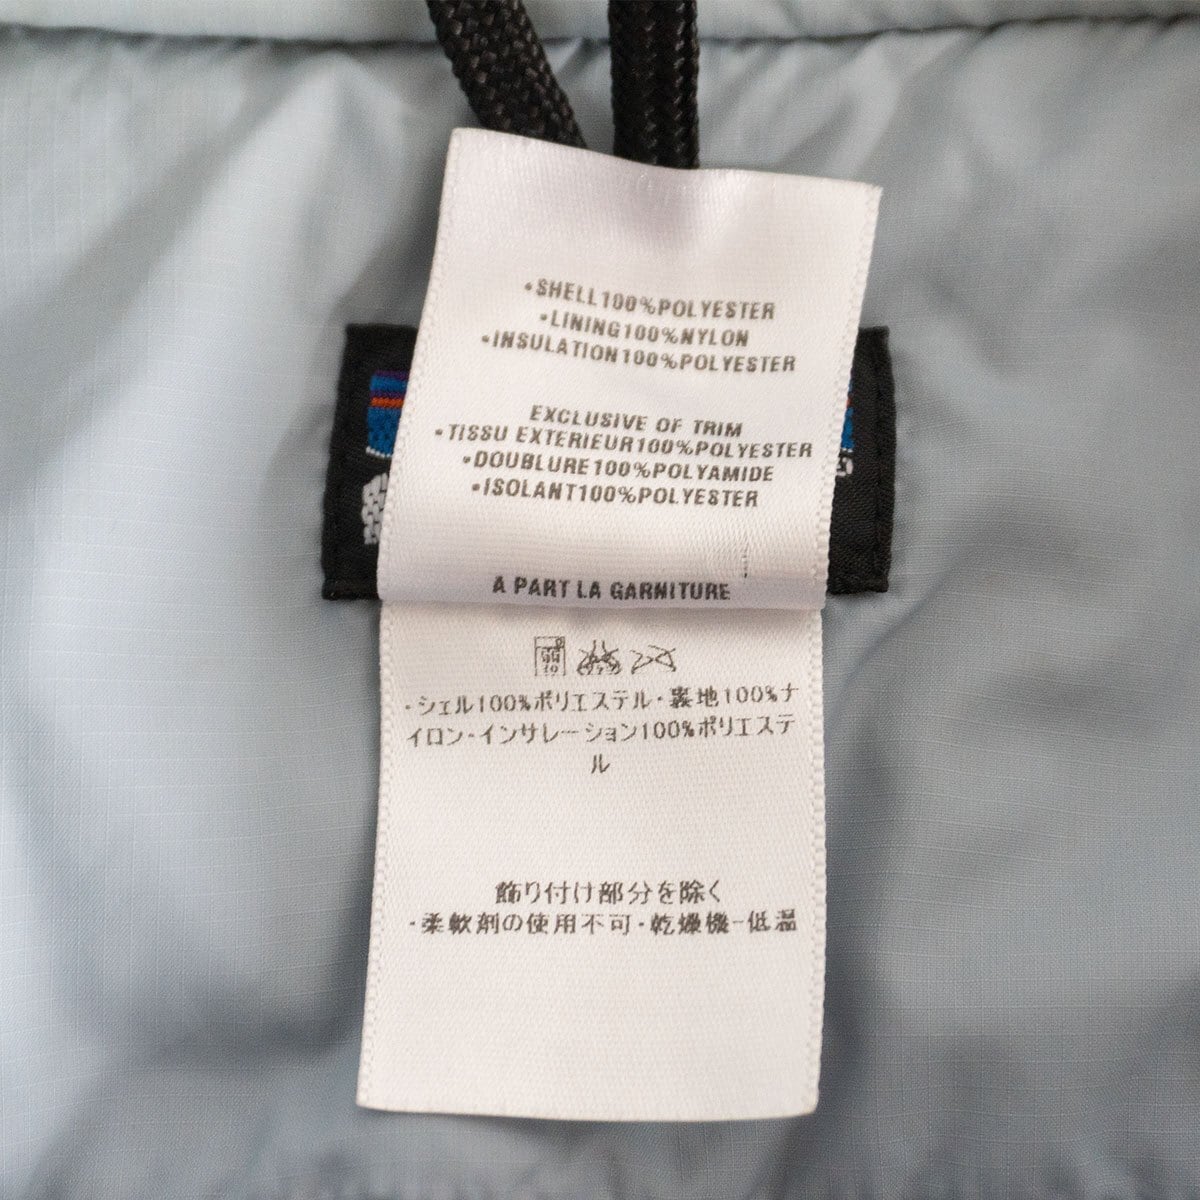 •SHELL100%POLYESTER
•LINING100%NYLON
•INSULATION100%POLYESTER
EXCLUSIVE OF TRIM
•TISSU EXTERIEUR100%POLYESTER
•DOUBLURE100%POLYAMIDE
•ISOLANT100%POLYESTER
A PART LA GARNITURE
・シェル100%ポリエステル・裏地100%ナ
イロン・インサレーション100%ポリエステ
ル
飾り付け部分を除く
・柔軟剤の使用不可・乾燥機-低温